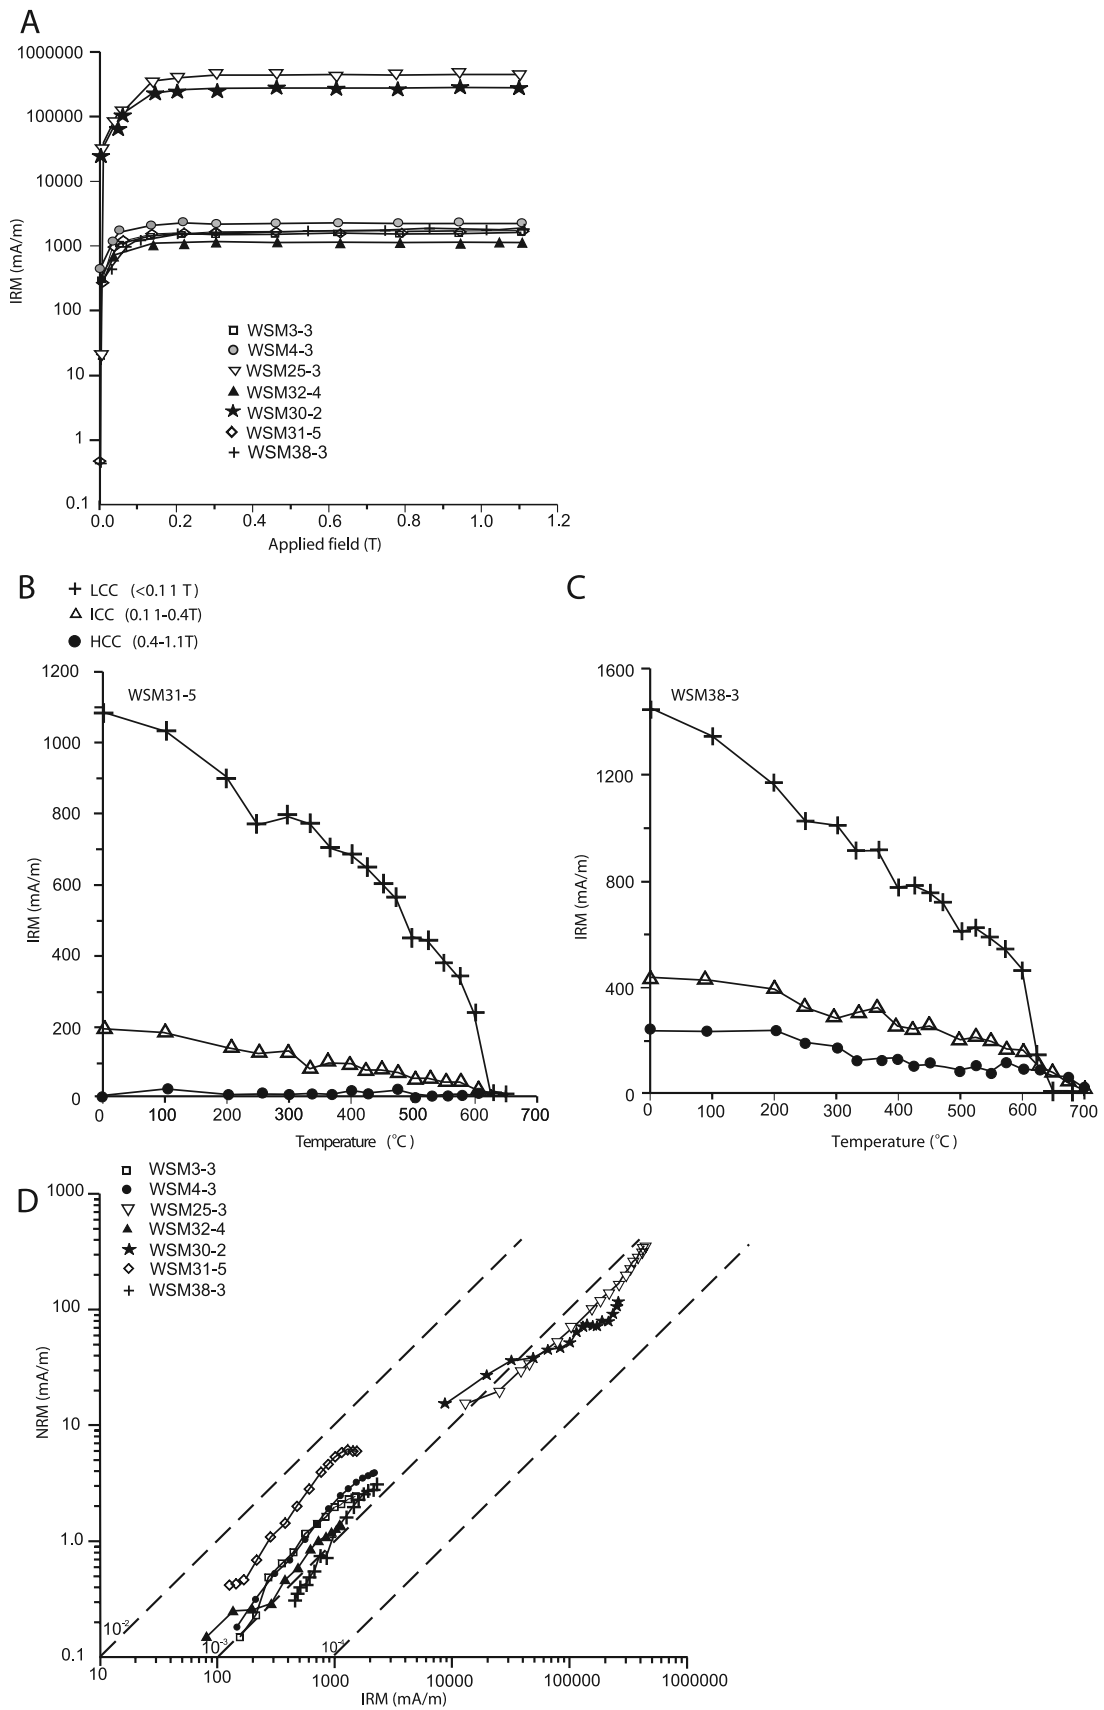 A
1000000
100000
10000
1000
100
10
1
0.1
IRM (mA/m)
WSM3-3
WSM4-3
WSM25-3
WSM32-4
WSM30-2
WSM31-5
WSM38-3
0.0 0.2 0.4 0.6 0.8 1.0 1.2
Applied field (T)
B
LCC (<0.11 T)
ICC (0.11-0.4T)
HCC (0.4-1.1T)
WSM31-5
1200
1000
800
600
400
200
0
IRM (mA/m)
0 100 200 300 400 500 600 700
Temperature (°C)
C
WSM38-3
1600
1200
800
400
0
IRM (mA/m)
0 100 200 300 400 500 600 700
Temperature (°C)
D
WSM3-3
WSM4-3
WSM25-3
WSM32-4
WSM30-2
WSM31-5
WSM38-3
1000
100
10
1.0
0.1
NRM (mA/m)
10-2 10-3 10-4
10 100 1000 10000 100000 1000000
IRM (mA/m)